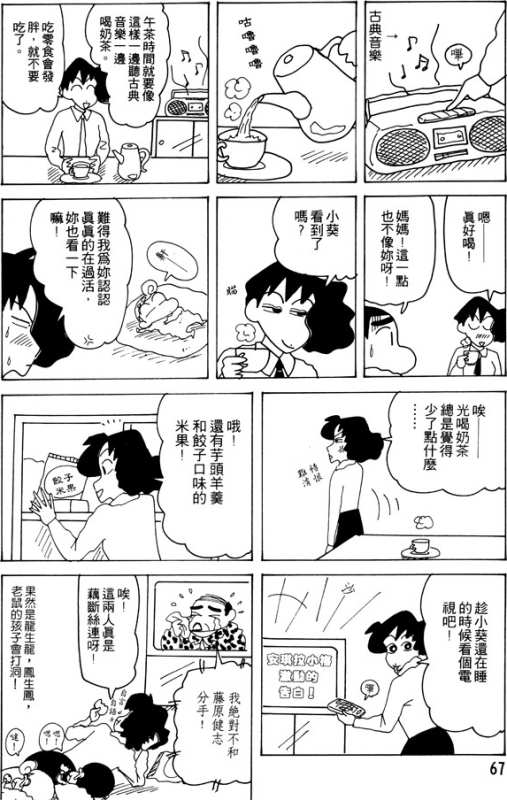 古典音樂
→
嗶
咕嚕嚕嚕
午茶時間就要像
這樣一邊聽古典
音樂一邊
喝奶茶。
吃零食會發
胖，就不要
吃了。
嗯——
真好喝！
媽媽！這一點
也不像妳呀！
小葵
看到了
嗎？
難得我為妳認認
真真的在過活，
妳也看一下
嘛！
唉——
光喝奶茶
總是覺得
少了點什麼
……
哦！
還有芋頭羊羹
和餃子口味的
米果！
餃子
米果
趁小葵還在睡
的時候看個電
視吧！
嗶
安琪拉小梅
激動的
告白！
我絕對不和
藤原健志
分手！
唉！
這兩人真是
藕斷絲連呀！
自言自語
嗯！
嗯！
果然是龍生龍，鳳生鳳，
老鼠的孩子會打洞！
67